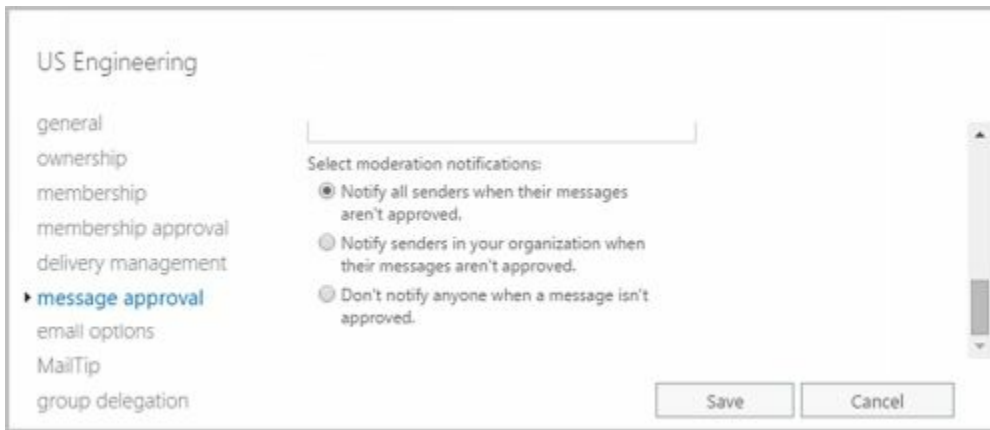 US Engineering
general
ownership
membership
membership approval
delivery management
message approval
email options
MailTip
group delegation
Select moderation notifications:
Notify all senders when their messages
aren't approved.
Notify senders in your organization when
their messages aren't approved.
Don't notify anyone when a message isn't
approved.
Save
Cancel